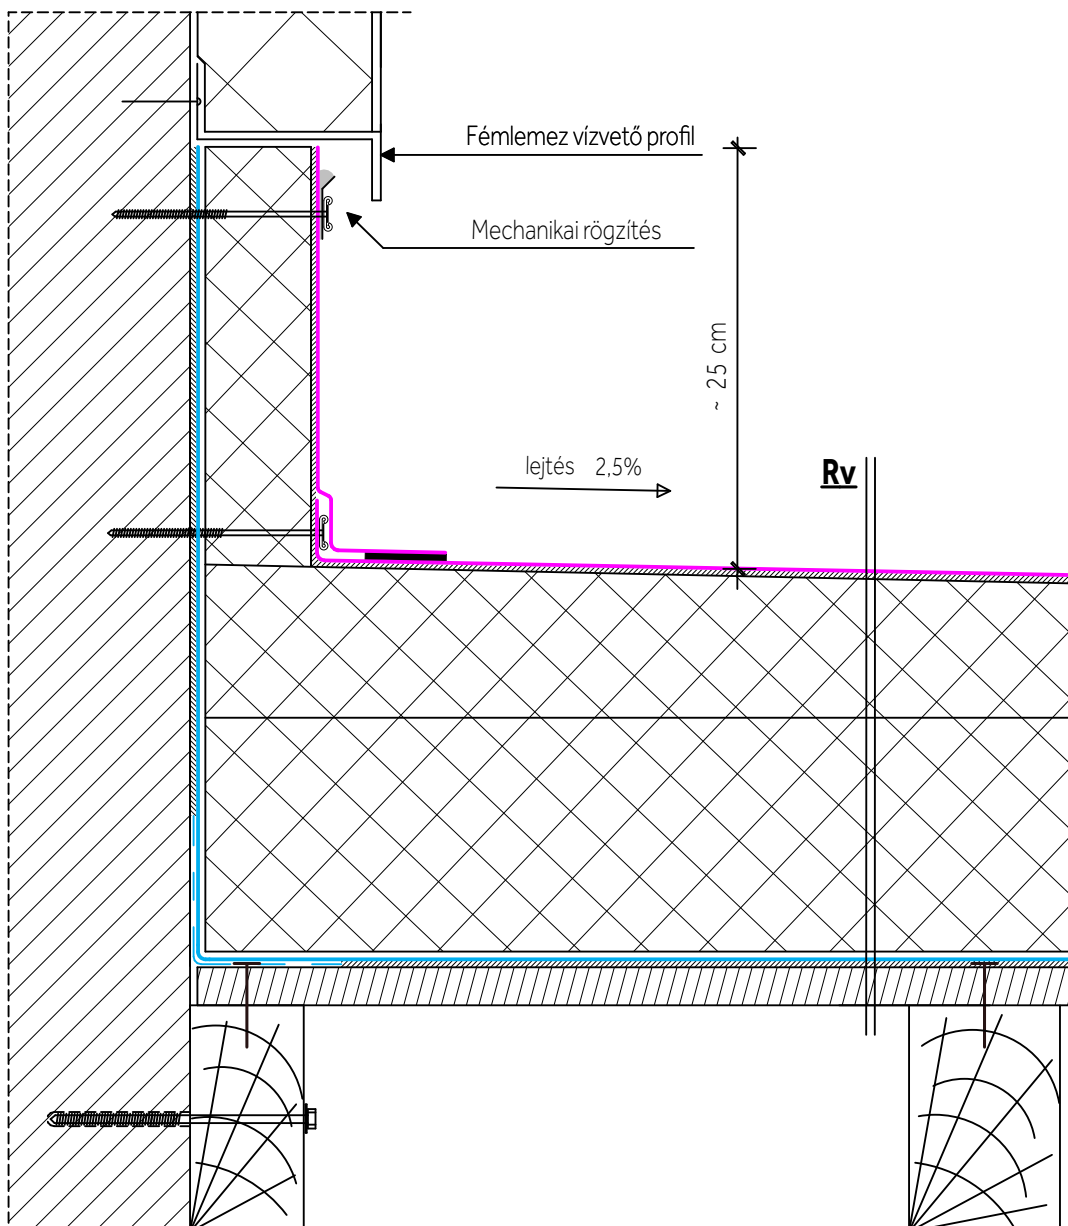 Fémlemez vízvető profil
Mechanikai rögzítés
~ 25 cm
lejtés 2,5%
Rv